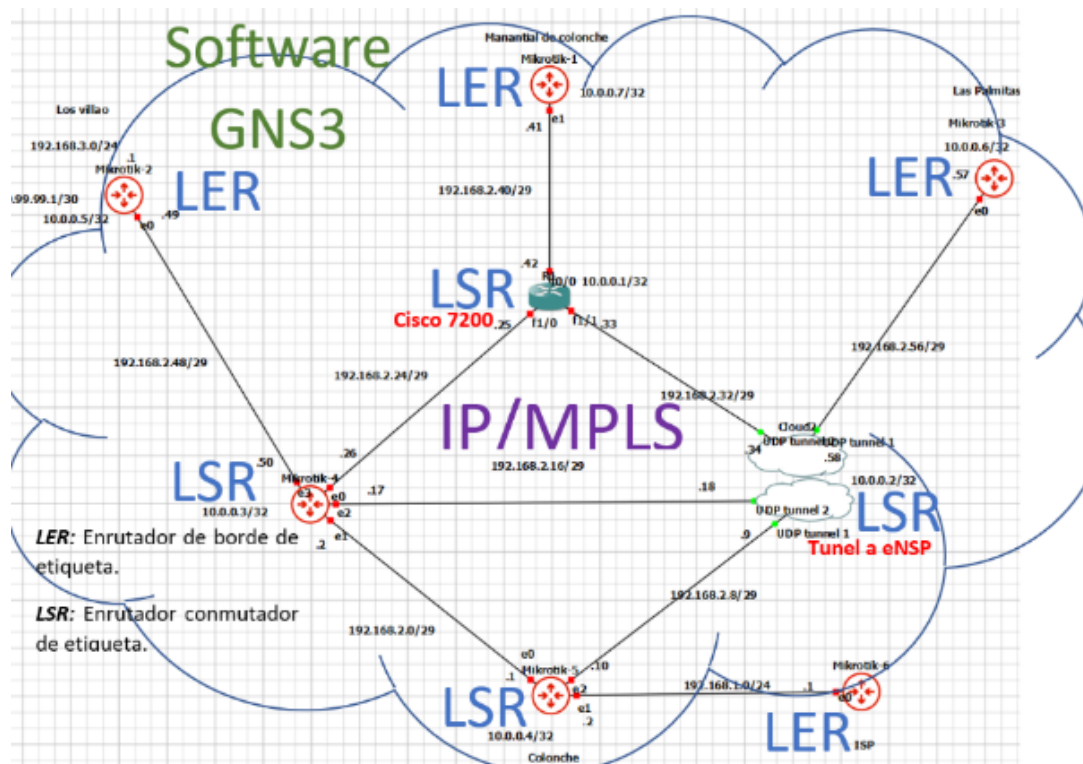 Software
GNS3
Manantial de colonche
Mikrotik-1
LER
10.0.0.7/32
e1
.41
Los villao
192.168.3.0/24
.1
Mikrotik-2
LER
.99.99.1/30
10.0.0.5/32
.49
e0
Las Palmitas
Mikrotik-3
10.0.0.6/32
LER
.57
e0
192.168.2.40/29
.42
f0/0 10.0.0.1/32
LSR
Cisco 7200
.25
f1/0
f1/1
.33
192.168.2.48/29
192.168.2.24/29
192.168.2.56/29
192.168.2.32/29
IP/MPLS
.34
UDP tunnel 1
.58
.50
.26
192.168.2.16/29
LSR
Mikrotik-4
10.0.0.3/32
e0
.17
e2
e1
.2
.18
10.0.0.2/32
LSR
UDP tunnel 2
UDP tunnel 1
.9
Tunel a eNSP
LER: Enrutador de borde de
etiqueta.
LSR: Enrutador conmutador
de etiqueta.
192.168.2.0/29
192.168.2.8/29
e0
.1
Mikrotik-5
.10
e2
e1
.2
LSR
10.0.0.4/32
Colonche
192.168.1.0/24
.1
Mikrotik-6
e0
LER
ISP